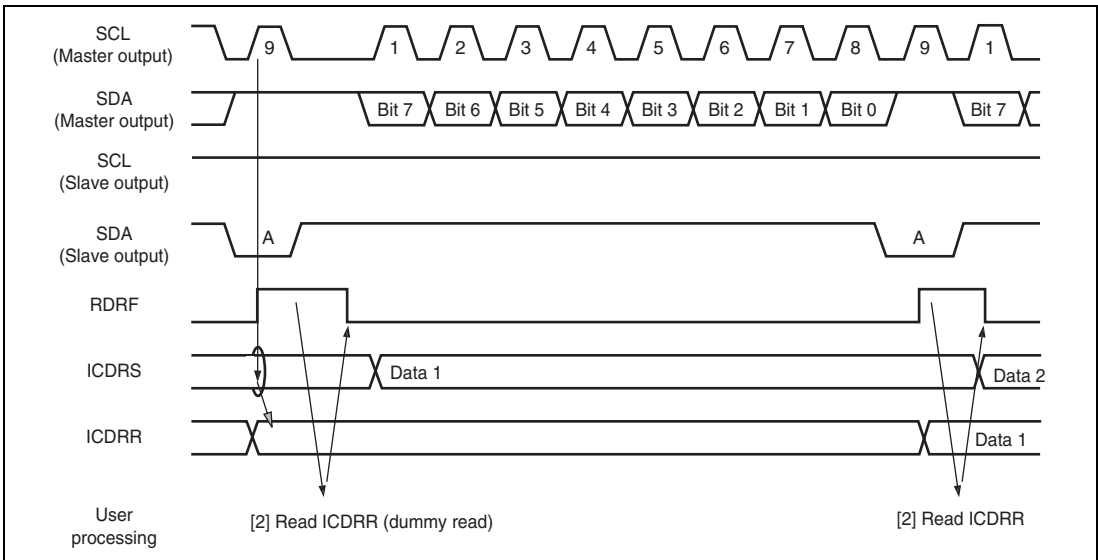 SCL
(Master output)
9 1 2 3 4 5 6 7 8 9 1
SDA
(Master output)
Bit 7 Bit 6 Bit 5 Bit 4 Bit 3 Bit 2 Bit 1 Bit 0 Bit 7
SCL
(Slave output)
SDA
(Slave output)
A A
RDRF
ICDRS
Data 1 Data 2
ICDRR
Data 1
User
processing
[2] Read ICDRR (dummy read) [2] Read ICDRR